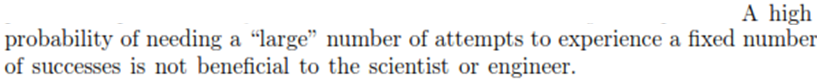 A high
probability of needing a “large” number of attempts to experience a fixed number
of successes is not beneficial to the scientist or engineer.